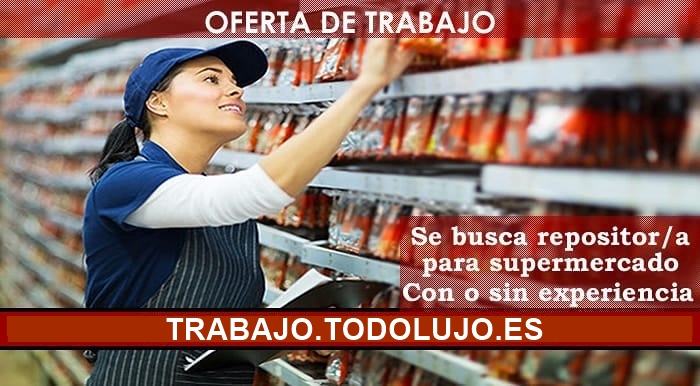 OFERTA DE TRABAJO
Se busca repositor/a
para supermercado
Con o sin experiencia
TRABAJO.TODOLUJO.ES